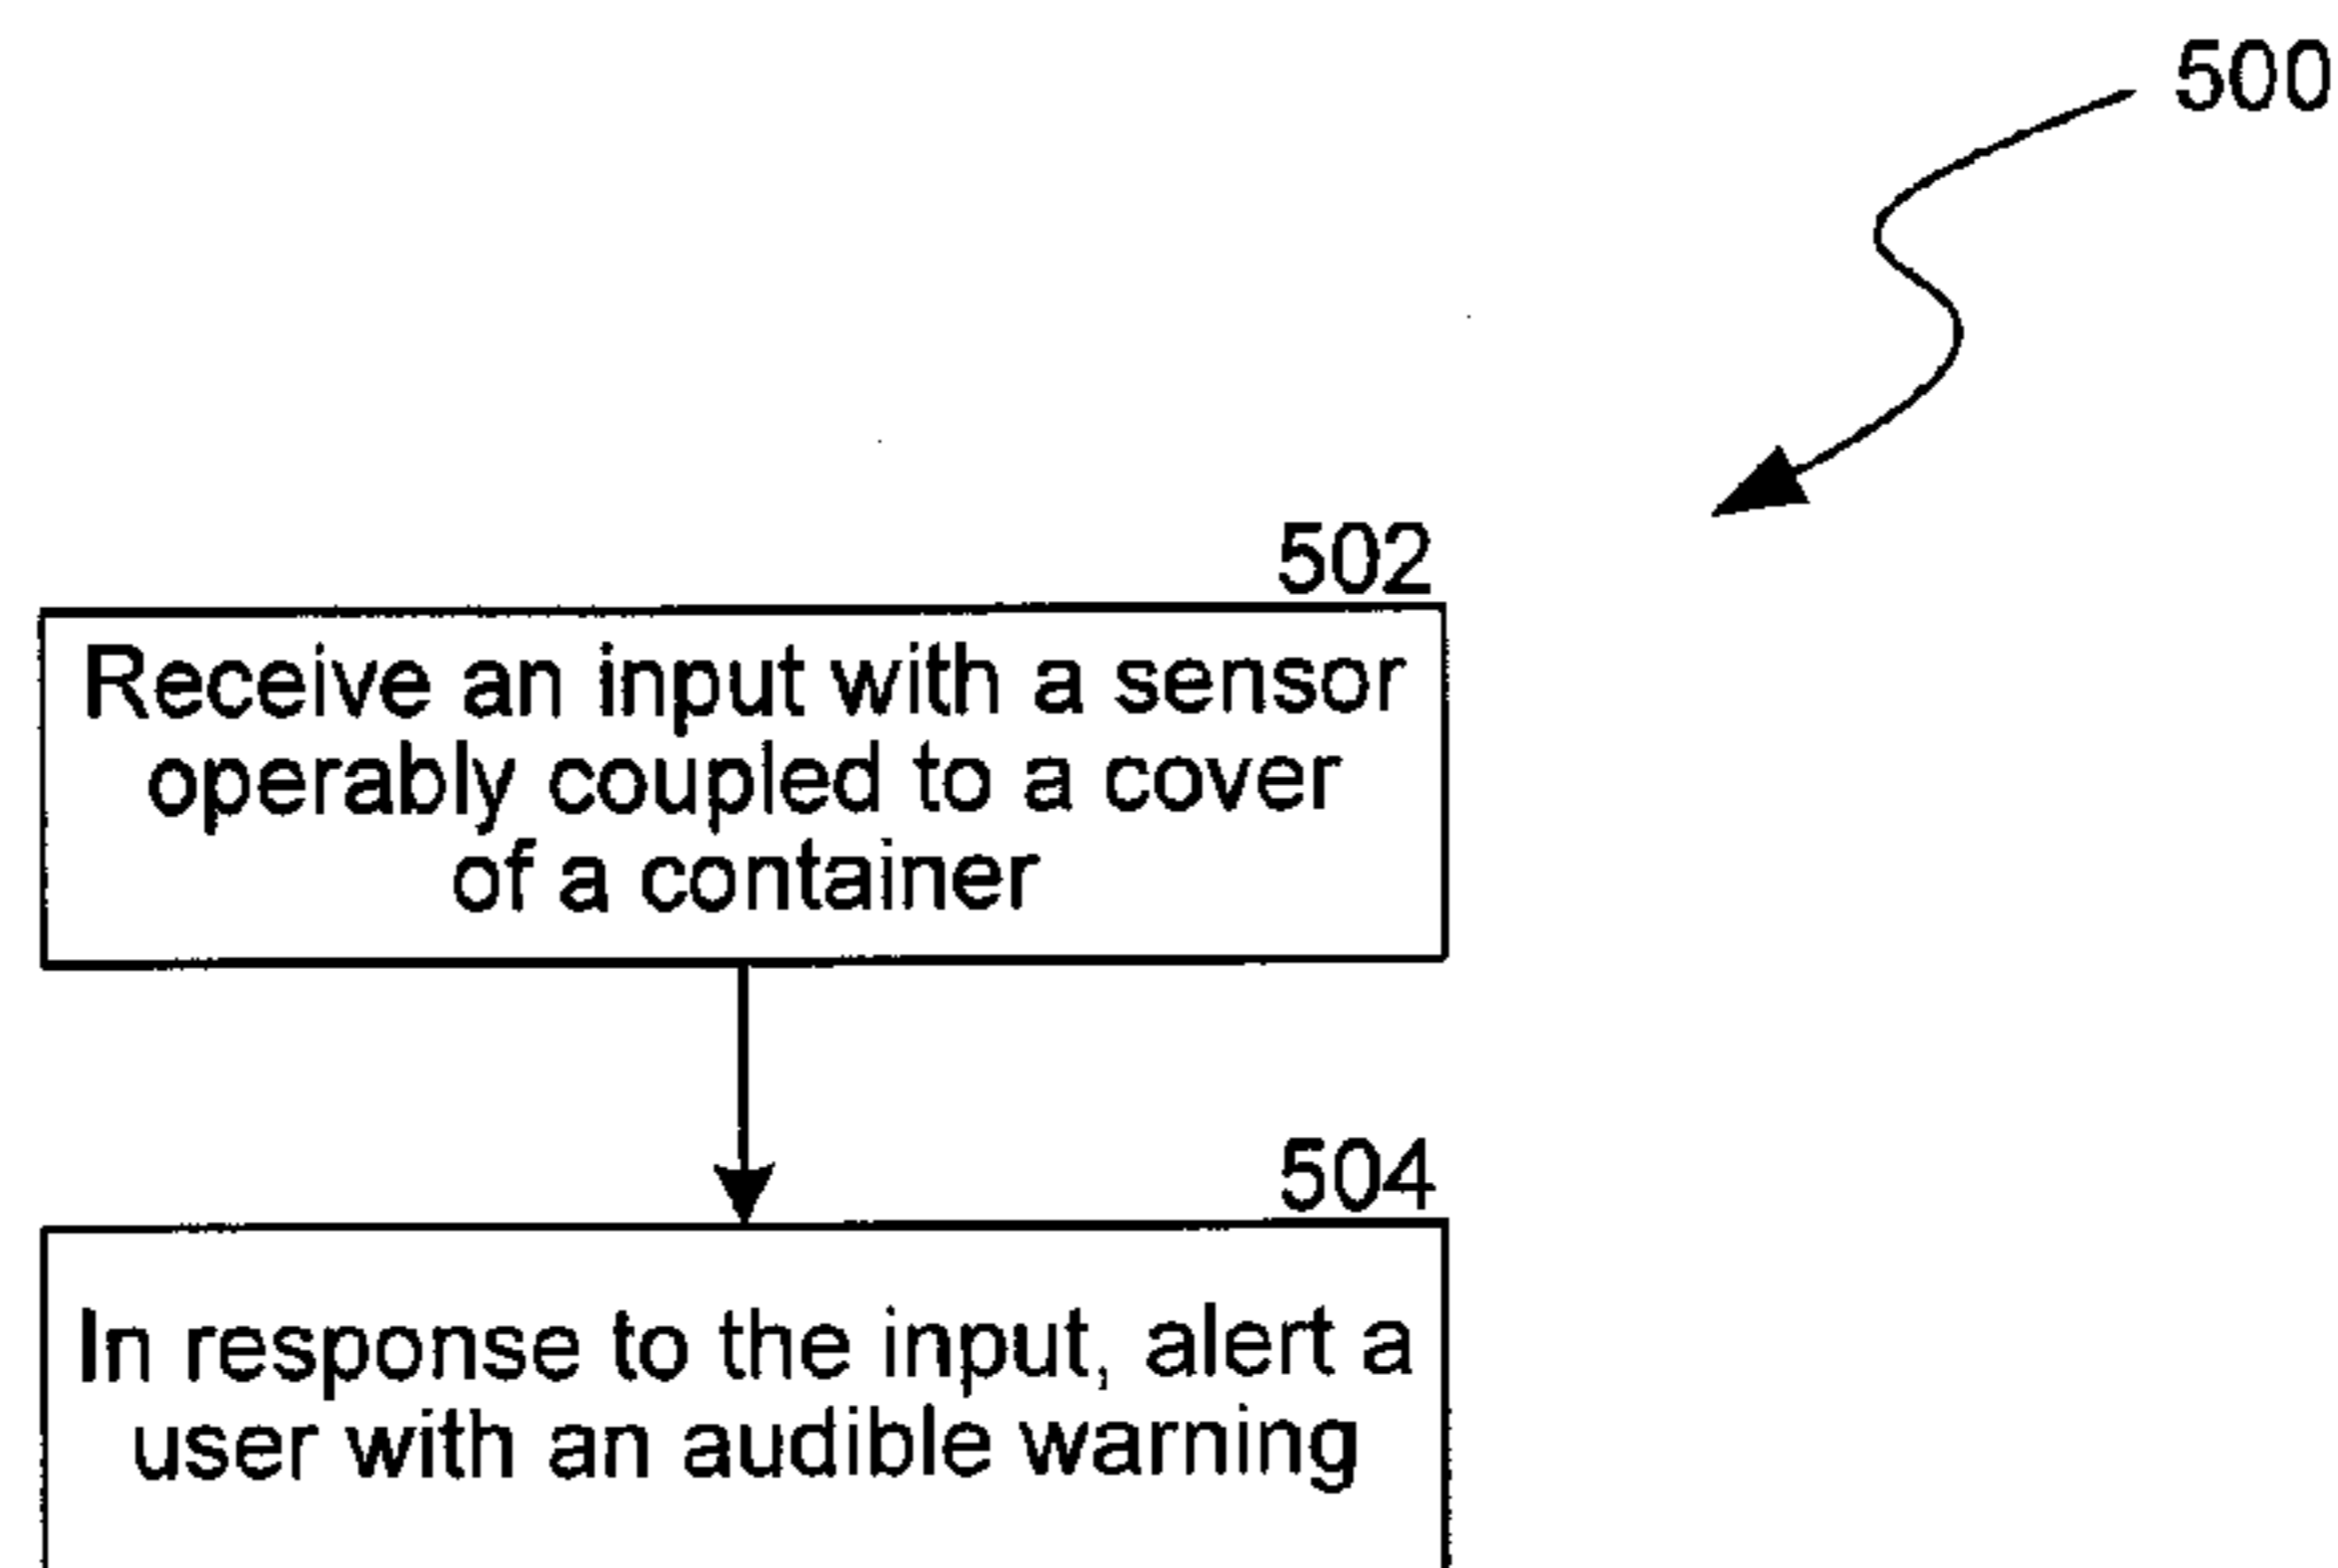 500
502
Receive an input with a sensor
operably coupled to a cover
of a container
504
In response to the input, alert a
user with an audible warning